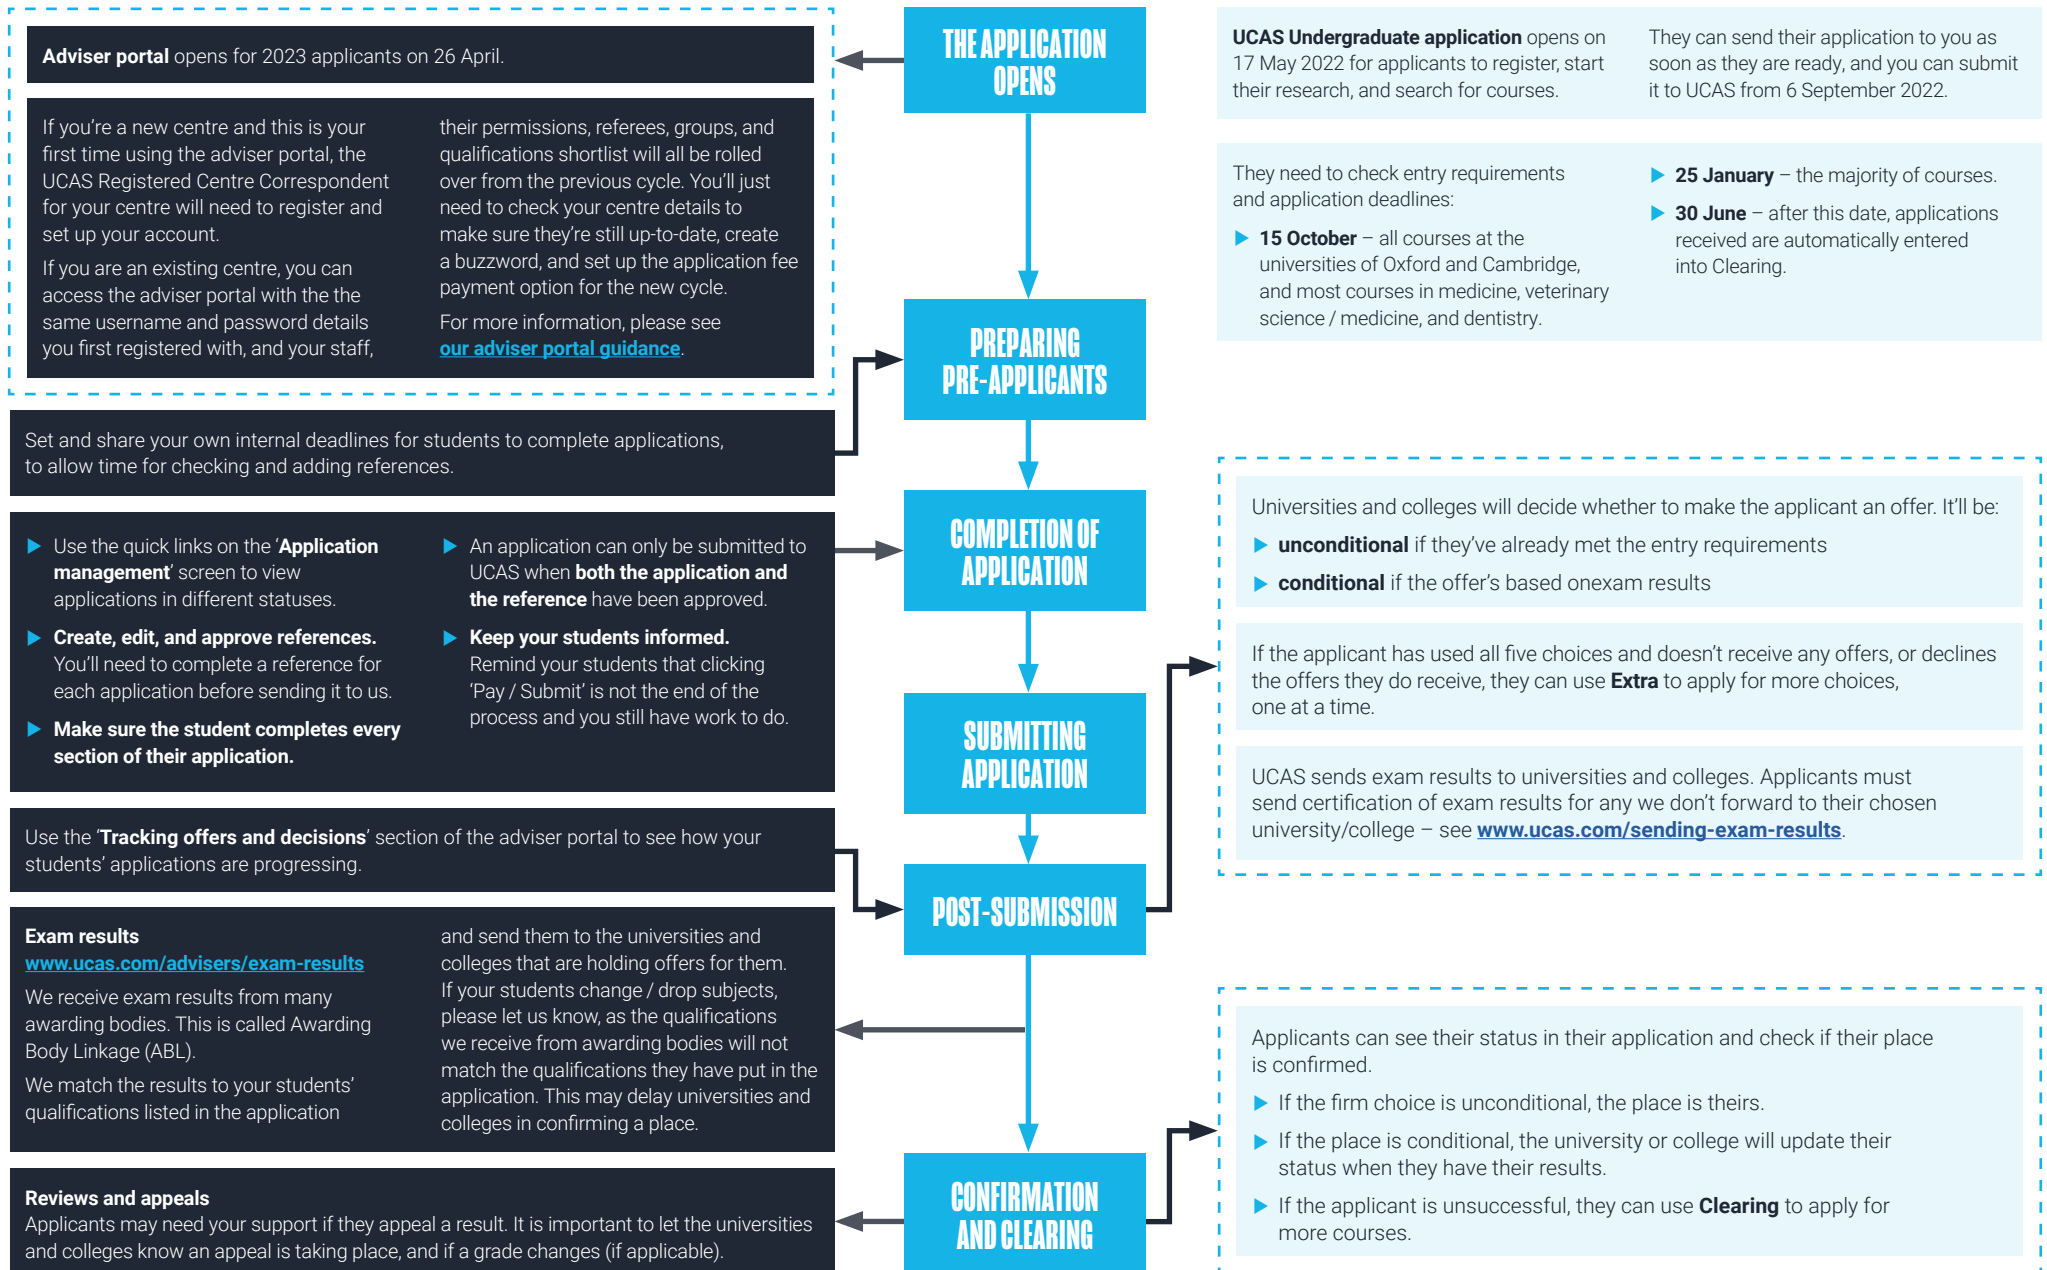 Adviser portal opens for 2023 applicants on 26 April.
If you're a new centre and this is your
first time using the adviser portal, the
UCAS Registered Centre Correspondent
for your centre will need to register and
set up your account.
If you are an existing centre, you can
access the adviser portal with the the
same username and password details
you first registered with, and your staff,
their permissions, referees, groups, and
qualifications shortlist will all be rolled
over from the previous cycle. You'll just
need to check your centre details to
make sure they're still up-to-date, create
a buzzword, and set up the application fee
payment option for the new cycle.
For more information, please see
our adviser portal guidance.
Set and share your own internal deadlines for students to complete applications,
to allow time for checking and adding references.
▶ Use the quick links on the ‘Application
management’ screen to view
applications in different statuses.
▶ Create, edit, and approve references.
You'll need to complete a reference for
each application before sending it to us.
▶ Make sure the student completes every
section of their application.
▶ An application can only be submitted to
UCAS when both the application and
the reference have been approved.
▶ Keep your students informed.
Remind your students that clicking
‘Pay / Submit’ is not the end of the
process and you still have work to do.
Use the ‘Tracking offers and decisions’ section of the adviser portal to see how your
students’ applications are progressing.
Exam results
www.ucas.com/advisers/exam-results
We receive exam results from many
awarding bodies. This is called Awarding
Body Linkage (ABL).
We match the results to your students’
qualifications listed in the application
and send them to the universities and
colleges that are holding offers for them.
If your students change / drop subjects,
please let us know, as the qualifications
we receive from awarding bodies will not
match the qualifications they have put in the
application. This may delay universities and
colleges in confirming a place.
Reviews and appeals
Applicants may need your support if they appeal a result. It is important to let the universities
and colleges know an appeal is taking place, and if a grade changes (if applicable).
THE APPLICATION
OPENS
PREPARING
PRE-APPLICANTS
COMPLETION OF
APPLICATION
SUBMITTING
APPLICATION
POST-SUBMISSION
CONFIRMATION
AND CLEARING
UCAS Undergraduate application opens on
17 May 2022 for applicants to register, start
their research, and search for courses.
They can send their application to you as
soon as they are ready, and you can submit
it to UCAS from 6 September 2022.
They need to check entry requirements
and application deadlines:
▶ 15 October – all courses at the
universities of Oxford and Cambridge,
and most courses in medicine, veterinary
science / medicine, and dentistry.
▶ 25 January – the majority of courses.
▶ 30 June – after this date, applications
received are automatically entered
into Clearing.
Universities and colleges will decide whether to make the applicant an offer. It'll be:
▶ unconditional if they've already met the entry requirements
▶ conditional if the offer's based onexam results
If the applicant has used all five choices and doesn't receive any offers, or declines
the offers they do receive, they can use Extra to apply for more choices,
one at a time.
UCAS sends exam results to universities and colleges. Applicants must
send certification of exam results for any we don't forward to their chosen
university/college – see www.ucas.com/sending-exam-results.
Applicants can see their status in their application and check if their place
is confirmed.
▶ If the firm choice is unconditional, the place is theirs.
▶ If the place is conditional, the university or college will update their
status when they have their results.
▶ If the applicant is unsuccessful, they can use Clearing to apply for
more courses.